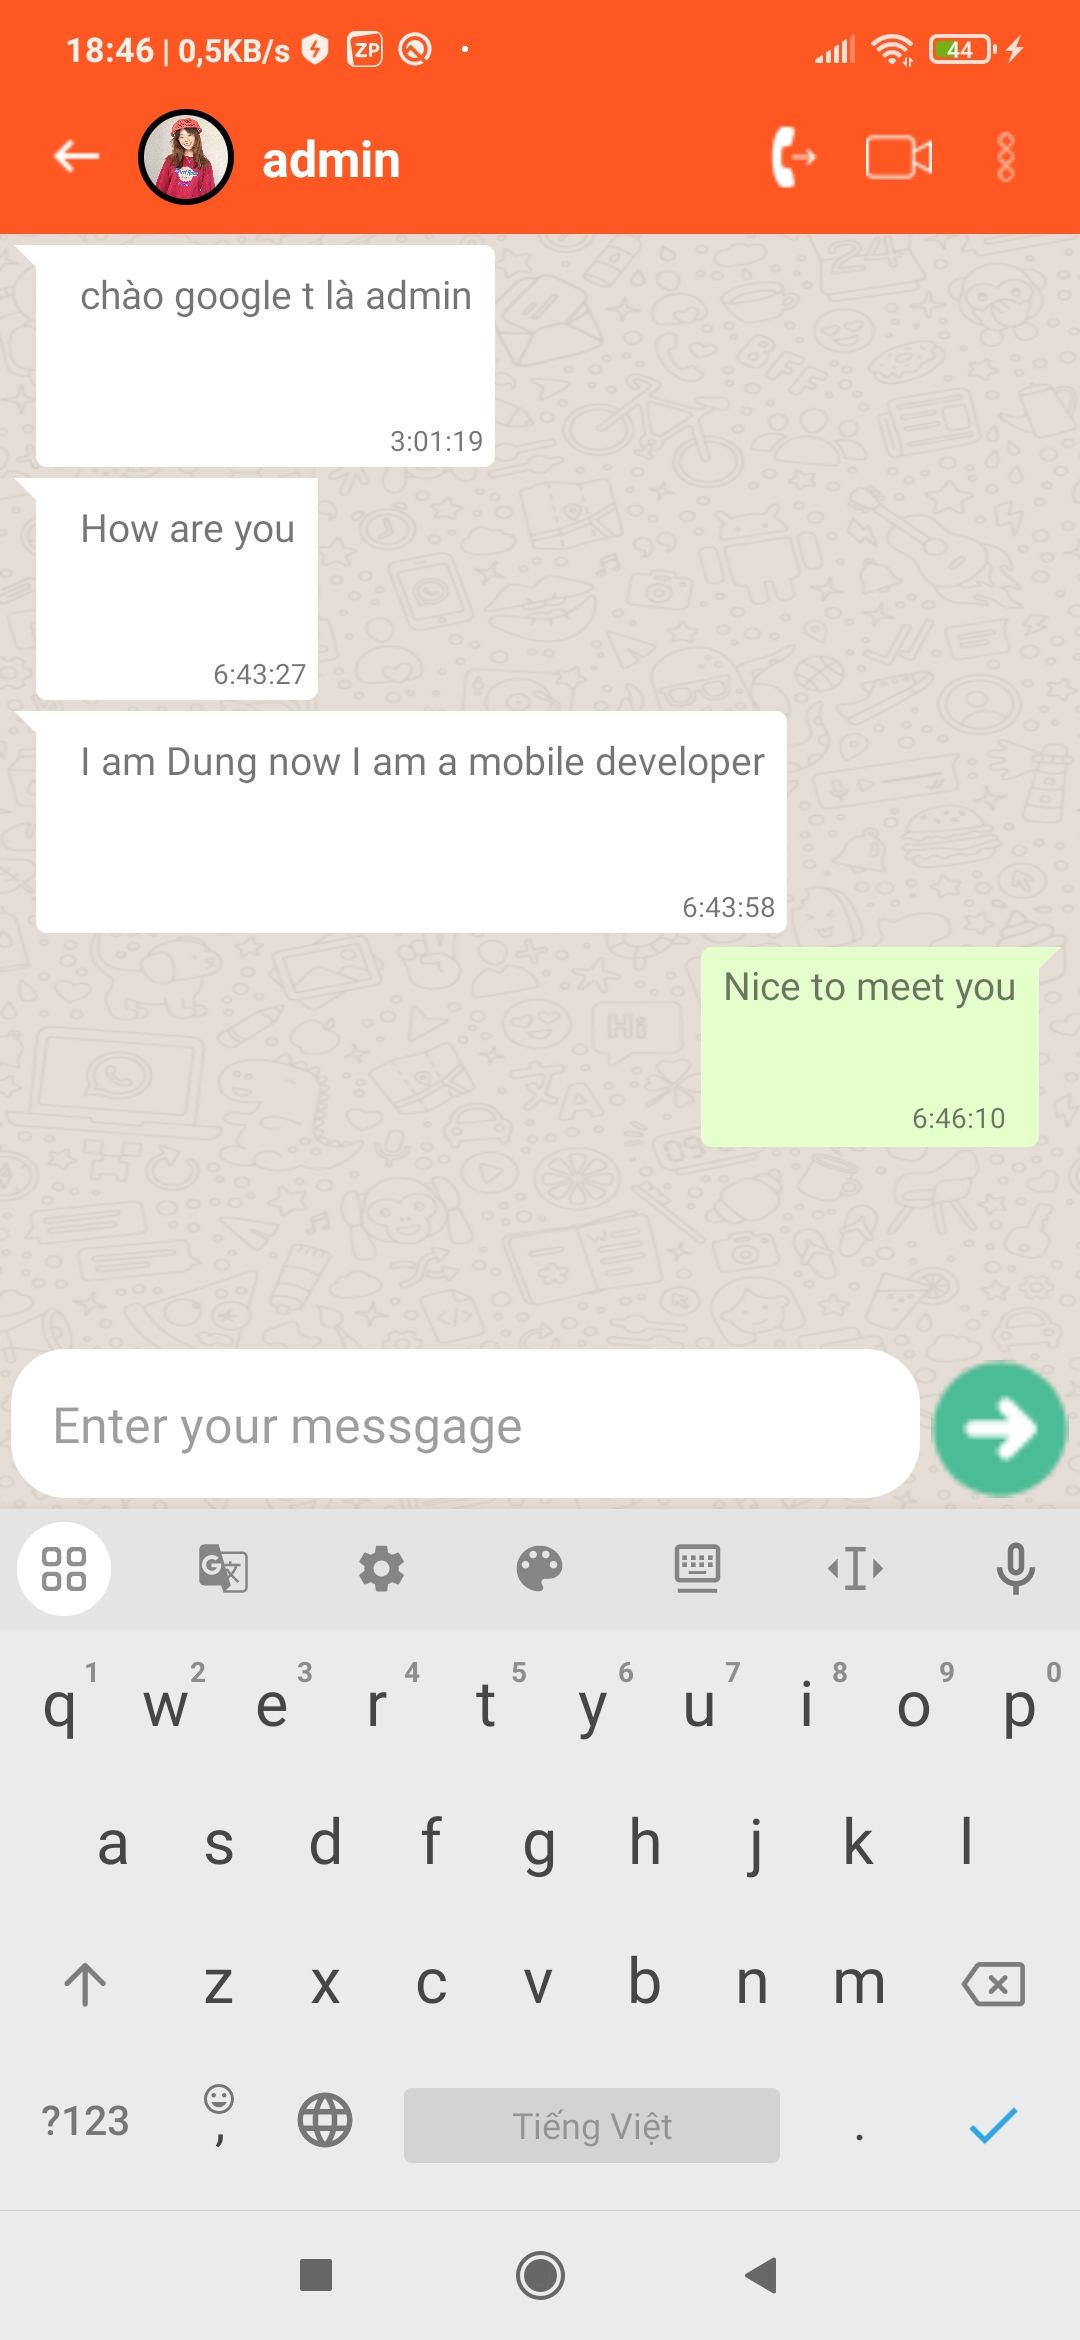 18:46 | 0,5KB/s ZP 44
admin
chào google t là admin
3:01:19
How are you
6:43:27
I am Dung now I am a mobile developer
6:43:58
Nice to meet you
6:46:10
Enter your messgage
1 2 3 4 5 6 7 8 9 0
q w e r t y u i o p
a s d f g h j k l
z x c v b n m
?123 , Tiếng Việt .